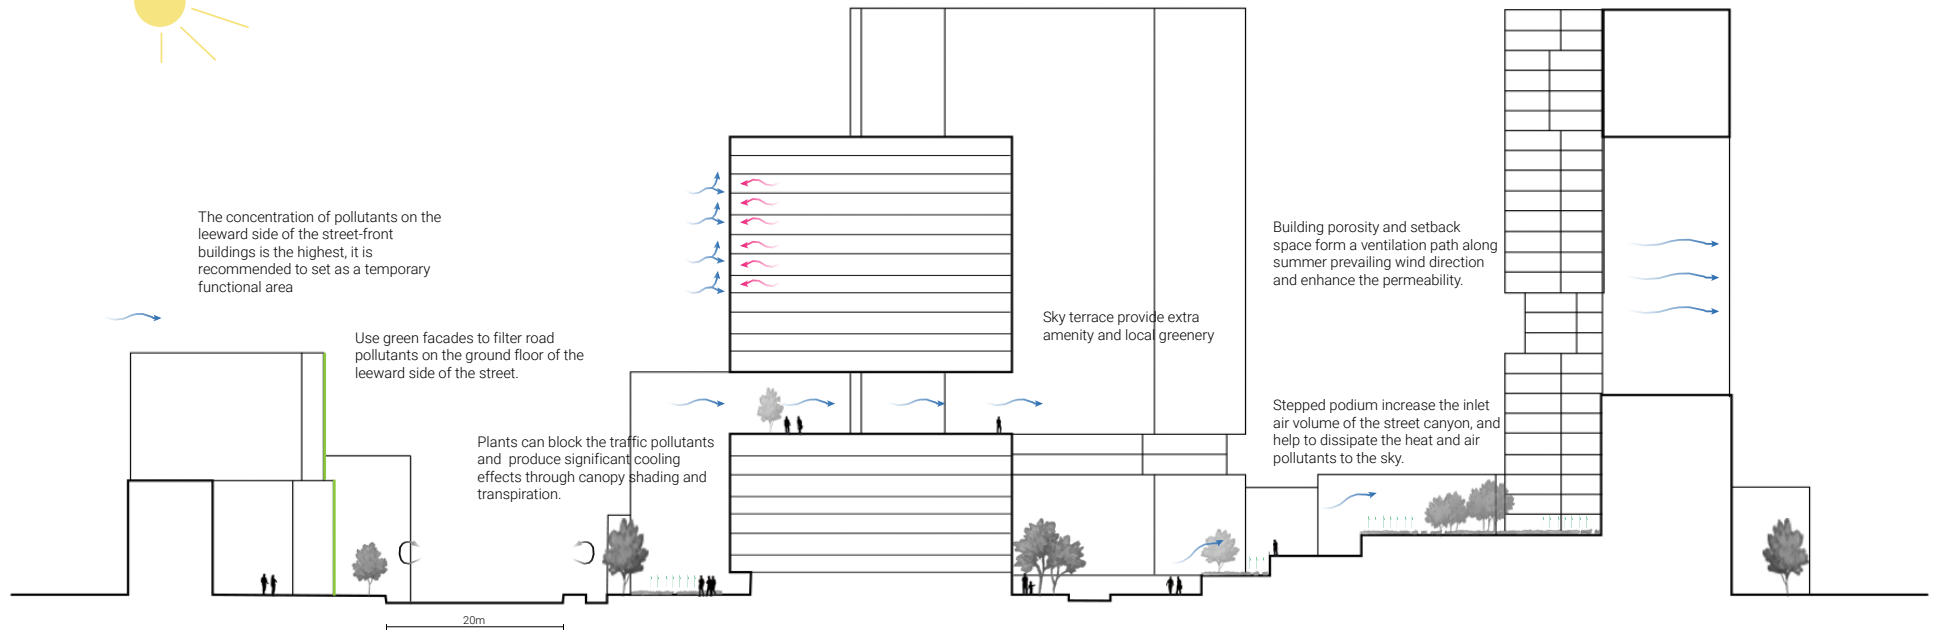 The concentration of pollutants on the
leeward side of the street-front
buildings is the highest, it is
recommended to set as a temporary
functional area
Use green facades to filter road
pollutants on the ground floor of the
leeward side of the street.
Plants can block the traffic pollutants
and produce significant cooling
effects through canopy shading and
transpiration.
Sky terrace provide extra
amenity and local greenery
Building porosity and setback
space form a ventilation path along
summer prevailing wind direction
and enhance the permeability.
Stepped podium increase the inlet
air volume of the street canyon, and
help to dissipate the heat and air
pollutants to the sky.
20m